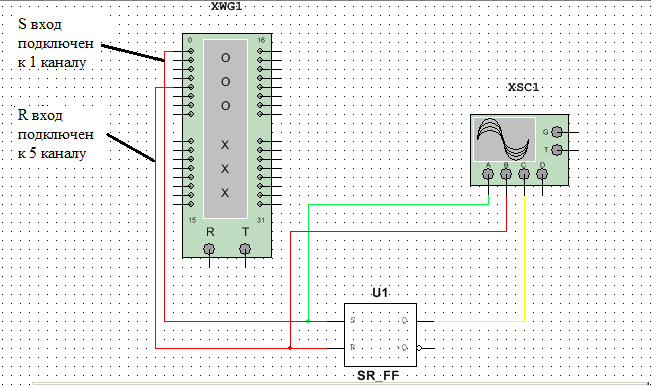 XWG1
S вход
подключен
к 1 каналу
0
16
O
O
O
XSC1
R вход
подключен
к 5 каналу
X
X
X
G
T
A
B
C
D
15
31
R
T
U1
S
Q
R
SR_FF